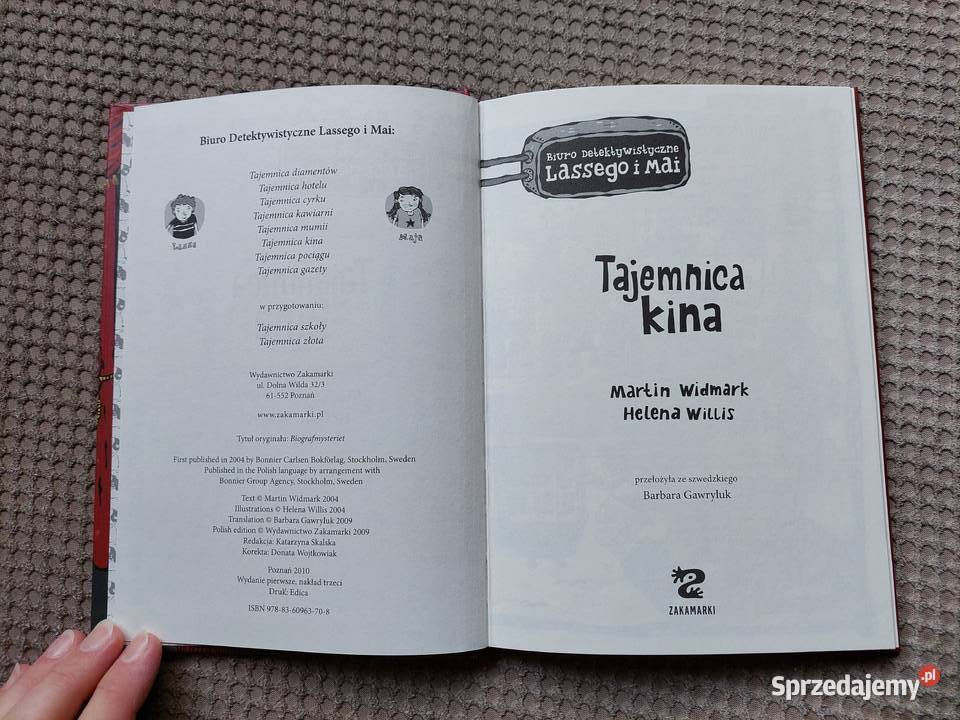 Biuro Detektywistyczne Lassego i Mai:
Tajemnica diamentów
Tajemnica hotelu
Tajemnica cyrku
Tajemnica kawiarni
Tajemnica mumii
Tajemnica kina
Tajemnica pociągu
Tajemnica gazety
Lasse
Maja
w przygotowaniu:
Tajemnica szkoły
Tajemnica złota
Wydawnictwo Zakamarki
ul. Dolna Wilda 32/3
61-552 Poznań
www.zakamarki.pl
Tytuł oryginału: Biografmysteriet
First published in 2004 by Bonnier Carlsen Bokförlag, Stockholm, Sweden
Published in the Polish language by arrangement with
Bonnier Group Agency, Stockholm, Sweden
Text © Martin Widmark 2004
Illustrations © Helena Willis 2004
Translation © Barbara Gawryluk 2009
Polish edition © Wydawnictwo Zakamarki 2009
Redakcja: Katarzyna Skalska
Korekta: Donata Wojtkowiak
Poznań 2010
Wydanie pierwsze, nakład trzeci
Druk: Edica
ISBN 978-83-60963-70-8
Biuro Detektywistyczne
Lassego i Mai
Tajemnica
kina
Martin Widmark
Helena Willis
przełożyła ze szwedzkiego
Barbara Gawryluk
ZAKAMARKI
Sprzedajemy.pl